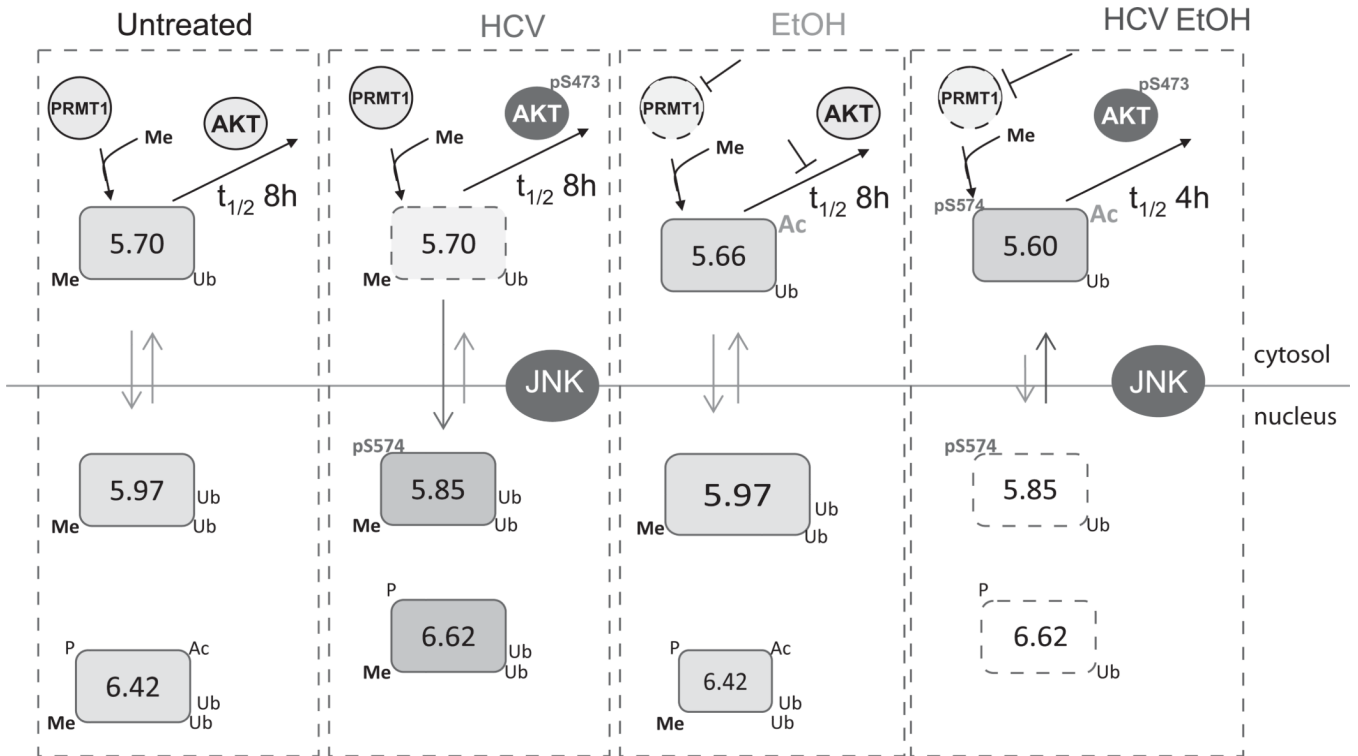 Untreated
HCV
EtOH
HCV EtOH
PRMT1
AKT
Me
t1/2 8h
5.70
Me
Ub
5.97
Ub
Me
Ub
P
Ac
6.42
Ub
Me
Ub
PRMT1
pS473
AKT
Me
t1/2 8h
5.70
Me
Ub
JNK
pS574
5.85
Ub
Me
Ub
P
6.62
Ub
Me
Ub
PRMT1
AKT
Me
t1/2 8h
Ac
5.66
Ub
5.97
Ub
Me
Ub
P
Ac
6.42
Ub
Me
Ub
PRMT1
pS473
AKT
Me
t1/2 4h
pS574
Ac
5.60
Ub
JNK
pS574
5.85
Ub
P
6.62
Ub
cytosol
nucleus